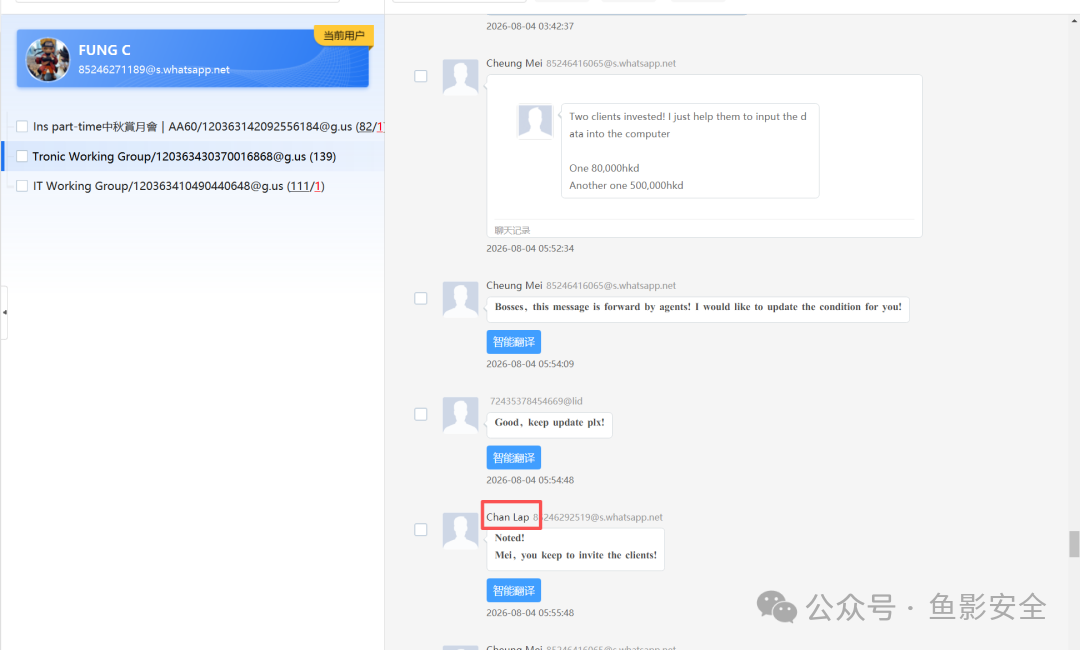 当前用户
FUNG C
85246271189@s.whatsapp.net
Ins part-time中秋賞月會 | AA60/120363142092556184@g.us (82/1
Tronic Working Group/120363430370016868@g.us (139)
IT Working Group/120363410490440648@g.us (111/1)
2026-08-04 03:42:37
Cheung Mei 85246416065@s.whatsapp.net
Two clients invested! I just help them to input the d
ata into the computer
One 80,000hkd
Another one 500,000hkd
聊天记录
2026-08-04 05:52:34
Cheung Mei 85246416065@s.whatsapp.net
Bosses, this message is forward by agents! I would like to update the condition for you!
智能翻译
2026-08-04 05:54:09
72435378454669@lid
Good, keep update plx!
智能翻译
2026-08-04 05:54:48
Chan Lap 85246292519@s.whatsapp.net
Noted!
Mei, you keep to invite the clients!
智能翻译
2026-08-04 05:55:48
Cheung Mei 85246416065@s.whatsapp.net
公众号 · 鱼影安全